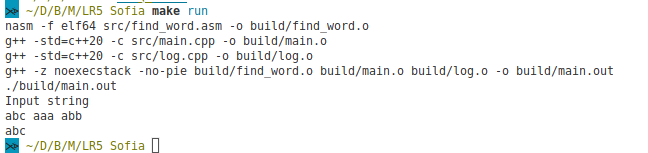 ~/D/B/M/LR5 Sofia make run
nasm -f elf64 src/find_word.asm -o build/find_word.o
g++ -std=c++20 -c src/main.cpp -o build/main.o
g++ -std=c++20 -c src/log.cpp -o build/log.o
g++ -z noexecstack -no-pie build/find_word.o build/main.o build/log.o -o build/main.out
./build/main.out
Input string
abc aaa abb
abc
~/D/B/M/LR5 Sofia